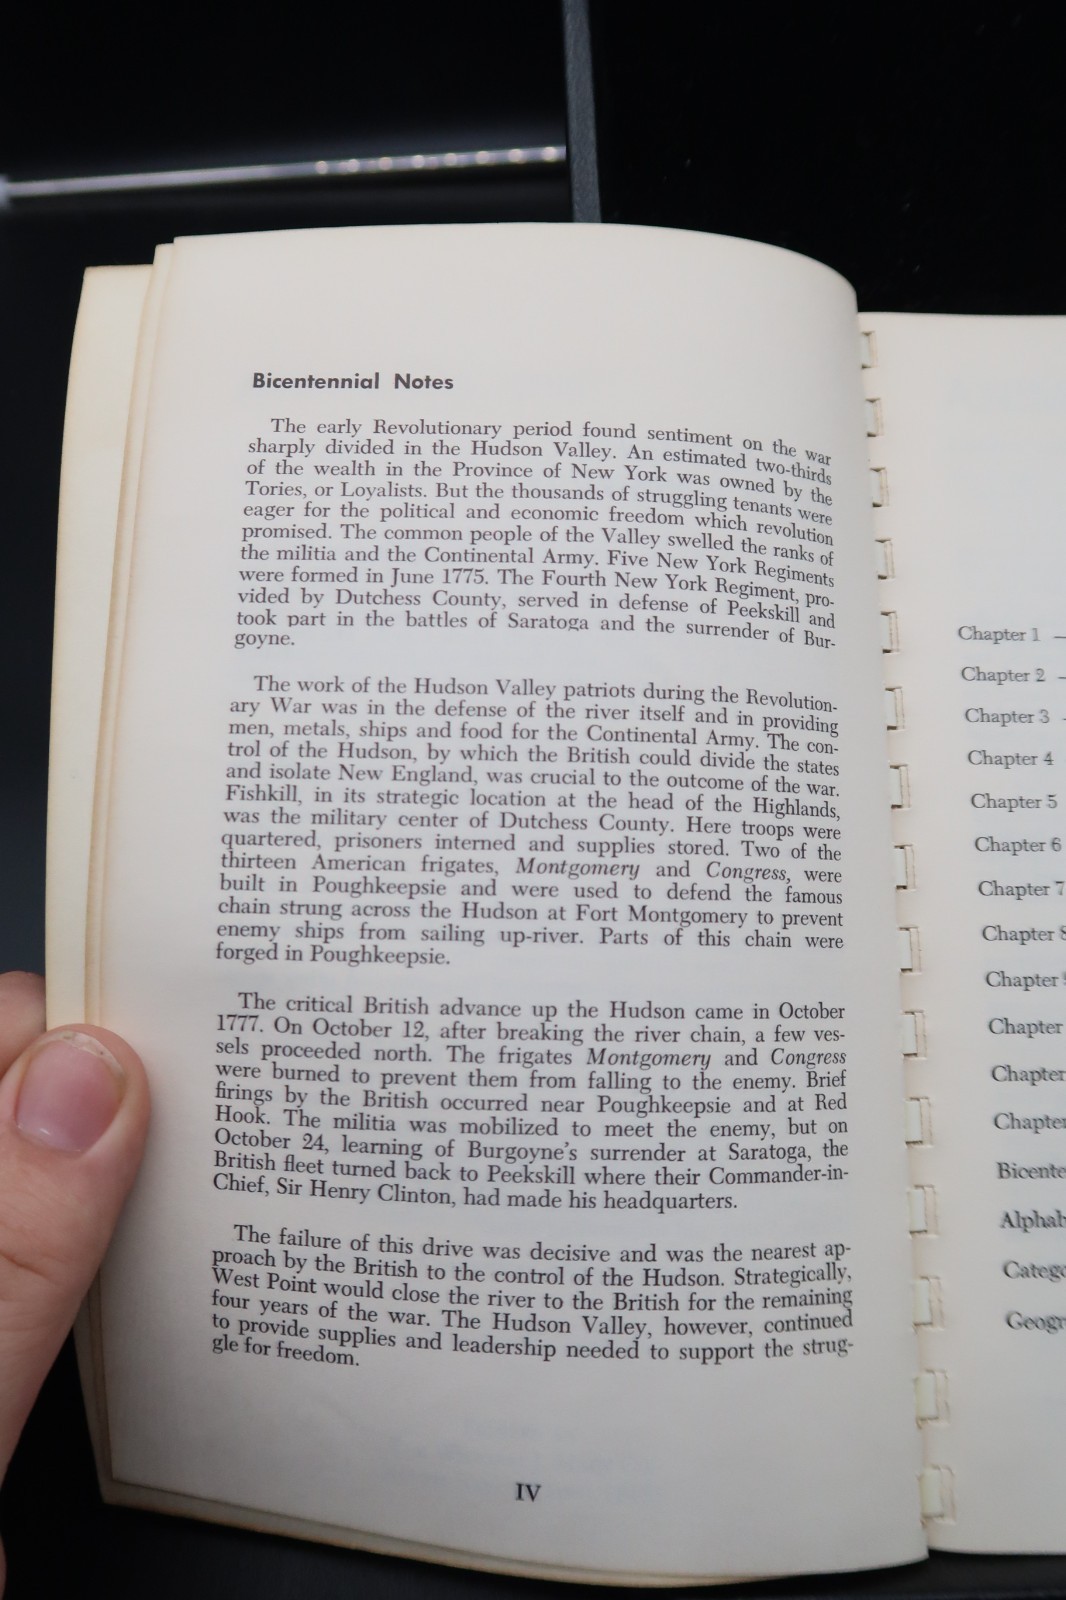 Bicentennial Notes
The early Revolutionary period found sentiment on the war
sharply divided in the Hudson Valley. An estimated two-thirds
of the wealth in the Province of New York was owned by the
Tories, or Loyalists. But the thousands of struggling tenants were
eager for the political and economic freedom which revolution
promised. The common people of the Valley swelled the ranks of
the militia and the Continental Army. Five New York Regiments
were formed in June 1775. The Fourth New York Regiment, pro-
vided by Dutchess County, served in defense of Peekskill and
took part in the battles of Saratoga and the surrender of Bur-
goyne.
The work of the Hudson Valley patriots during the Revolution-
ary War was in the defense of the river itself and in providing
men, metals, ships and food for the Continental Army. The con-
trol of the Hudson, by which the British could divide the states
and isolate New England, was crucial to the outcome of the war.
Fishkill, in its strategic location at the head of the Highlands,
was the military center of Dutchess County. Here troops were
quartered, prisoners interned and supplies stored. Two of the
thirteen American frigates, Montgomery and Congress, were
built in Poughkeepsie and were used to defend the famous
chain strung across the Hudson at Fort Montgomery to prevent
enemy ships from sailing up-river. Parts of this chain were
forged in Poughkeepsie.
The critical British advance up the Hudson came in October
1777. On October 12, after breaking the river chain, a few ves-
sels proceeded north. The frigates Montgomery and Congress
were burned to prevent them from falling to the enemy. Brief
firings by the British occurred near Poughkeepsie and at Red
Hook. The militia was mobilized to meet the enemy, but on
October 24, learning of Burgoyne's surrender at Saratoga, the
British fleet turned back to Peekskill where their Commander-in-
Chief, Sir Henry Clinton, had made his headquarters.
The failure of this drive was decisive and was the nearest ap-
proach by the British to the control of the Hudson. Strategically,
West Point would close the river to the British for the remaining
four years of the war. The Hudson Valley, however, continued
to provide supplies and leadership needed to support the strug-
gle for freedom.
IV
Chapter 1 —
Chapter 2 –
Chapter 3
Chapter 4
Chapter 5
Chapter 6
Chapter 7
Chapter 8
Chapter
Chapter
Chapter
Chapter
Bicente
Alphab
Catego
Geogr